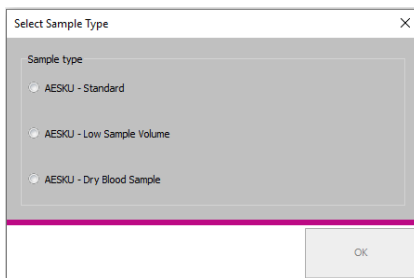 Select Sample Type
Sample type
AESKU - Standard
AESKU - Low Sample Volume
AESKU - Dry Blood Sample
OK